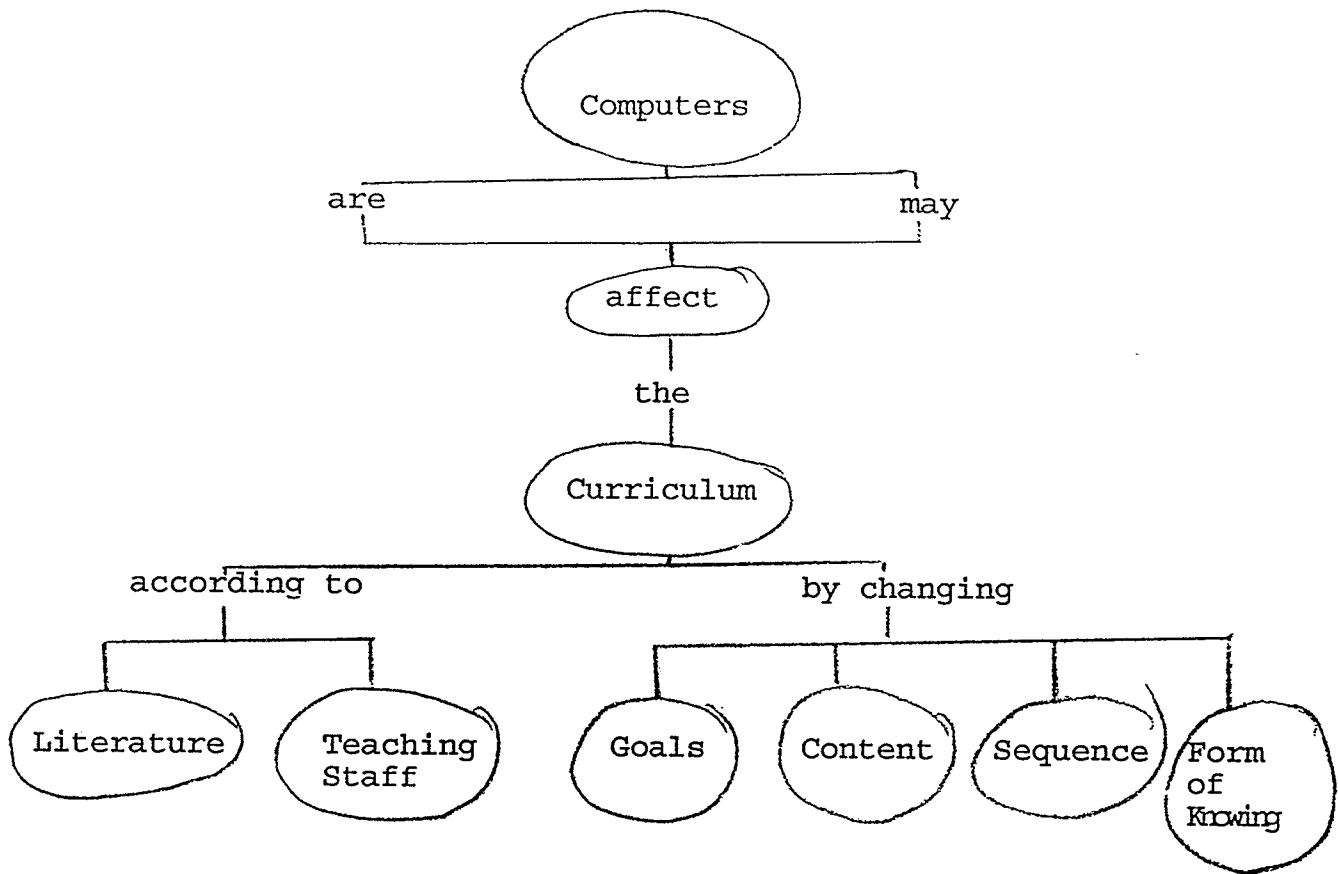 Computers
are may
affect
the
Curriculum
according to by changing
Literature Teaching Staff Goals Content Sequence Form of Knowing